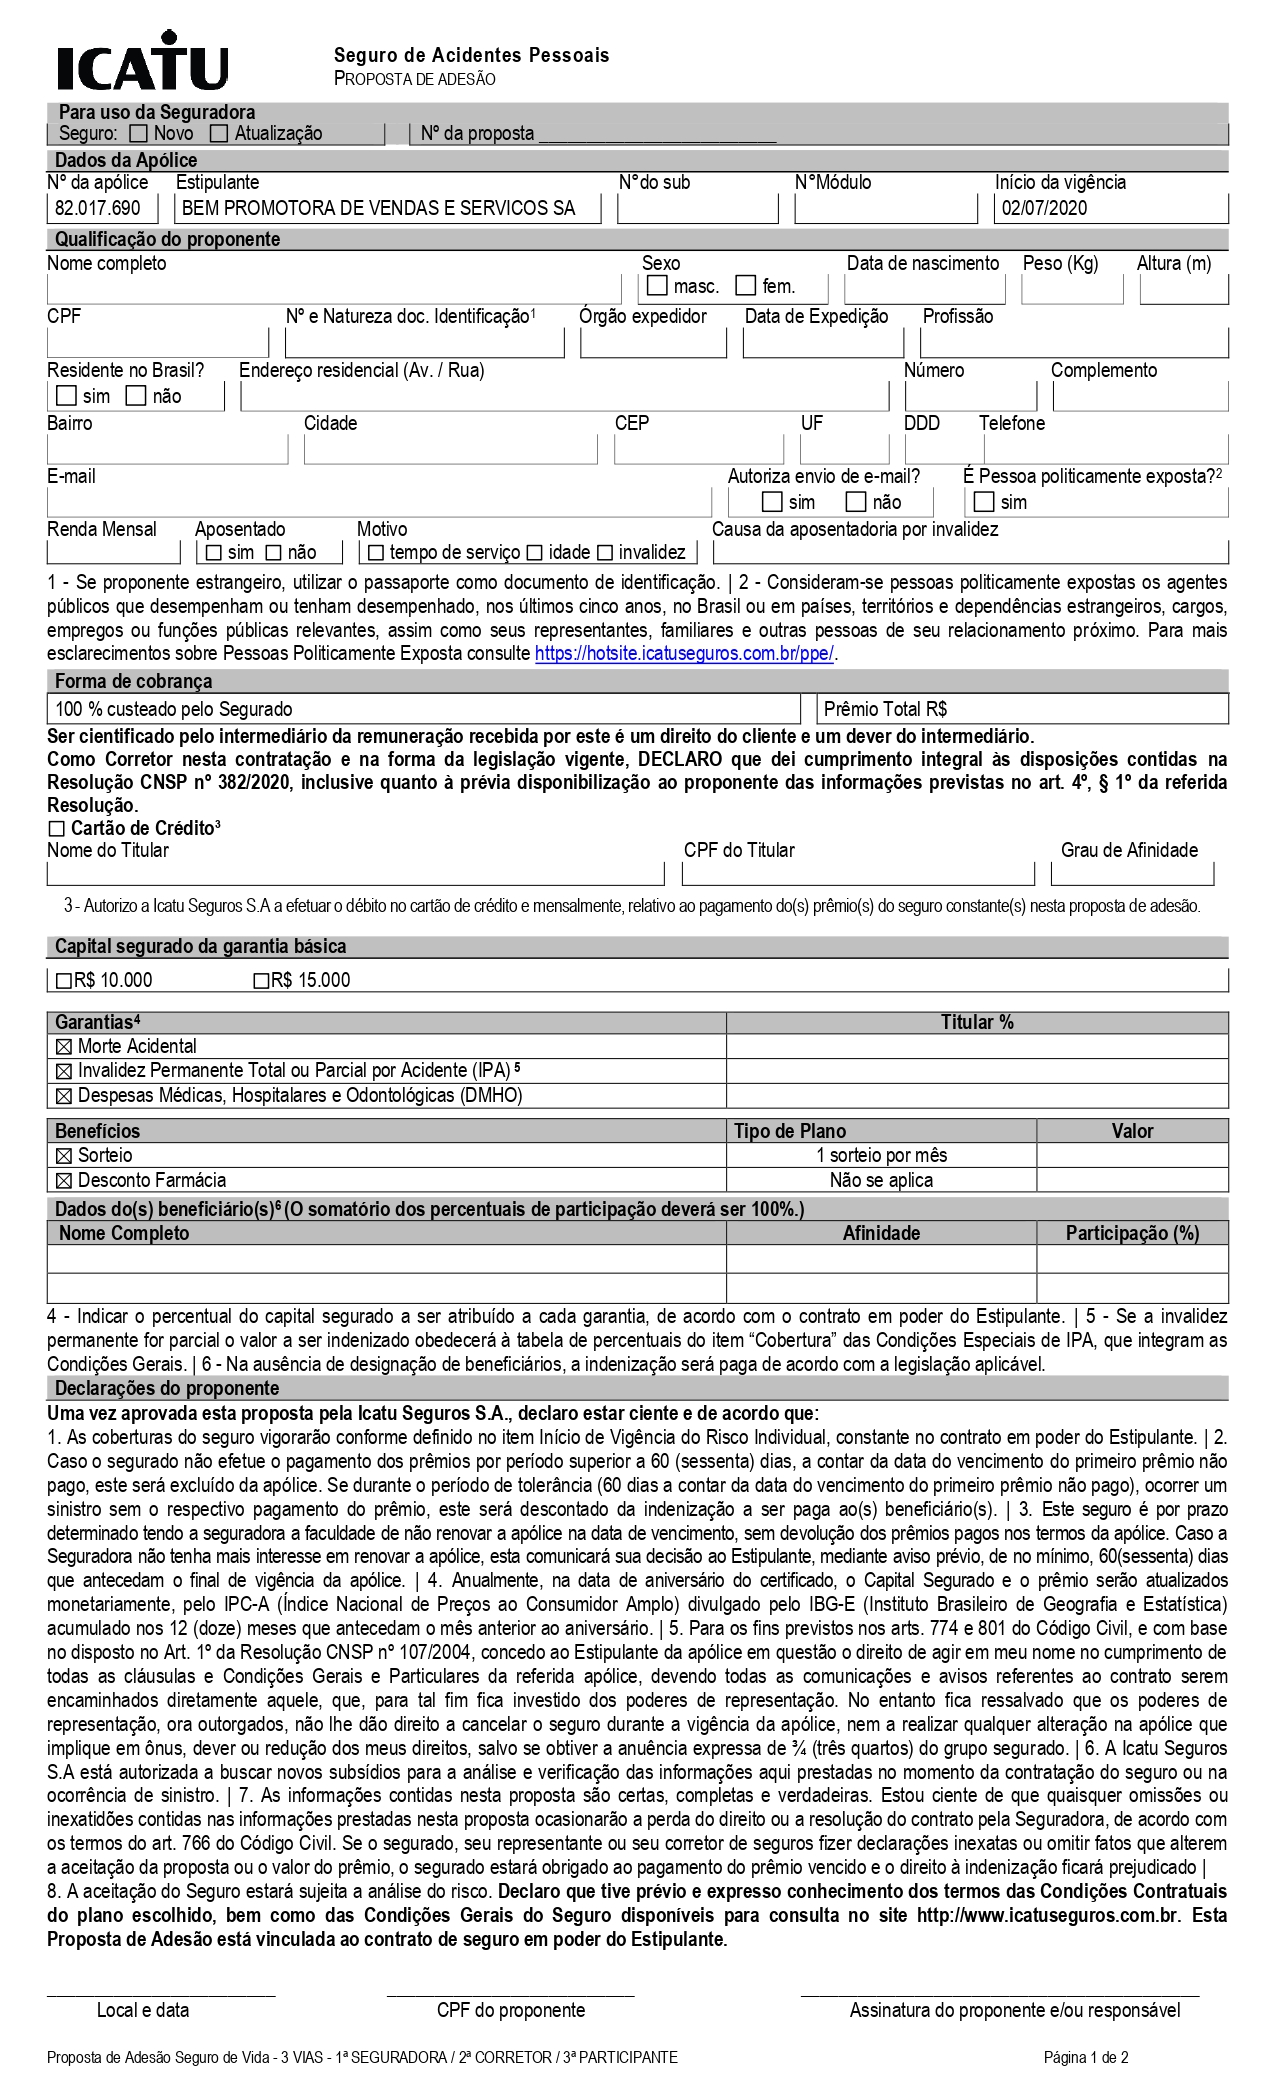 ICATU
Seguro de Acidentes Pessoais
PROPOSTA DE ADESÃO
Para uso da Seguradora
Seguro: ☐ Novo ☐ Atualização Nº da proposta ________________________
Dados da Apólice
Nº da apólice Estipulante N°do sub N°Módulo Início da vigência
82.017.690 BEM PROMOTORA DE VENDAS E SERVICOS SA 02/07/2020
Qualificação do proponente
Nome completo Sexo Data de nascimento Peso (Kg) Altura (m)
☐ masc. ☐ fem.
CPF Nº e Natureza doc. Identificação¹ Órgão expedidor Data de Expedição Profissão
Residente no Brasil? Endereço residencial (Av. / Rua) Número Complemento
☐ sim ☐ não
Bairro Cidade CEP UF DDD Telefone
E-mail Autoriza envio de e-mail? É Pessoa politicamente exposta?²
☐ sim ☐ não ☐ sim
Renda Mensal Aposentado Motivo Causa da aposentadoria por invalidez
☐ sim ☐ não ☐ tempo de serviço ☐ idade ☐ invalidez
1 - Se proponente estrangeiro, utilizar o passaporte como documento de identificação. | 2 - Consideram-se pessoas politicamente expostas os agentes
públicos que desempenham ou tenham desempenhado, nos últimos cinco anos, no Brasil ou em países, territórios e dependências estrangeiros, cargos,
empregos ou funções públicas relevantes, assim como seus representantes, familiares e outras pessoas de seu relacionamento próximo. Para mais
esclarecimentos sobre Pessoas Politicamente Exposta consulte https://hotsite.icatuseguros.com.br/ppe/.
Forma de cobrança
100 % custeado pelo Segurado Prêmio Total R$
Ser cientificado pelo intermediário da remuneração recebida por este é um direito do cliente e um dever do intermediário.
Como Corretor nesta contratação e na forma da legislação vigente, DECLARO que dei cumprimento integral às disposições contidas na
Resolução CNSP nº 382/2020, inclusive quanto à prévia disponibilização ao proponente das informações previstas no art. 4º, § 1º da referida
Resolução.
☐ Cartão de Crédito³
Nome do Titular CPF do Titular Grau de Afinidade
3 - Autorizo a Icatu Seguros S.A a efetuar o débito no cartão de crédito e mensalmente, relativo ao pagamento do(s) prêmio(s) do seguro constante(s) nesta proposta de adesão.
Capital segurado da garantia básica
☐R$ 10.000 ☐R$ 15.000
Garantias⁴ Titular %
☒ Morte Acidental
☒ Invalidez Permanente Total ou Parcial por Acidente (IPA) ⁵
☒ Despesas Médicas, Hospitalares e Odontológicas (DMHO)
Benefícios Tipo de Plano Valor
☒ Sorteio 1 sorteio por mês
☒ Desconto Farmácia Não se aplica
Dados do(s) beneficiário(s)⁶ (O somatório dos percentuais de participação deverá ser 100%.)
Nome Completo Afinidade Participação (%)
4 - Indicar o percentual do capital segurado a ser atribuído a cada garantia, de acordo com o contrato em poder do Estipulante. | 5 - Se a invalidez
permanente for parcial o valor a ser indenizado obedecerá à tabela de percentuais do item “Cobertura” das Condições Especiais de IPA, que integram as
Condições Gerais. | 6 - Na ausência de designação de beneficiários, a indenização será paga de acordo com a legislação aplicável.
Declarações do proponente
Uma vez aprovada esta proposta pela Icatu Seguros S.A., declaro estar ciente e de acordo que:
1. As coberturas do seguro vigorarão conforme definido no item Início de Vigência do Risco Individual, constante no contrato em poder do Estipulante. | 2.
Caso o segurado não efetue o pagamento dos prêmios por período superior a 60 (sessenta) dias, a contar da data do vencimento do primeiro prêmio não
pago, este será excluído da apólice. Se durante o período de tolerância (60 dias a contar da data do vencimento do primeiro prêmio não pago), ocorrer um
sinistro sem o respectivo pagamento do prêmio, este será descontado da indenização a ser paga ao(s) beneficiário(s). | 3. Este seguro é por prazo
determinado tendo a seguradora a faculdade de não renovar a apólice na data de vencimento, sem devolução dos prêmios pagos nos termos da apólice. Caso a
Seguradora não tenha mais interesse em renovar a apólice, esta comunicará sua decisão ao Estipulante, mediante aviso prévio, de no mínimo, 60(sessenta) dias
que antecedam o final de vigência da apólice. | 4. Anualmente, na data de aniversário do certificado, o Capital Segurado e o prêmio serão atualizados
monetariamente, pelo IPC-A (Índice Nacional de Preços ao Consumidor Amplo) divulgado pelo IBG-E (Instituto Brasileiro de Geografia e Estatística)
acumulado nos 12 (doze) meses que antecedam o mês anterior ao aniversário. | 5. Para os fins previstos nos arts. 774 e 801 do Código Civil, e com base
no disposto no Art. 1º da Resolução CNSP nº 107/2004, concedo ao Estipulante da apólice em questão o direito de agir em meu nome no cumprimento de
todas as cláusulas e Condições Gerais e Particulares da referida apólice, devendo todas as comunicações e avisos referentes ao contrato serem
encaminhados diretamente aquele, que, para tal fim fica investido dos poderes de representação. No entanto fica ressalvado que os poderes de
representação, ora outorgados, não lhe dão direito a cancelar o seguro durante a vigência da apólice, nem a realizar qualquer alteração na apólice que
implique em ônus, dever ou redução dos meus direitos, salvo se obtiver a anuência expressa de ¾ (três quartos) do grupo segurado. | 6. A Icatu Seguros
S.A está autorizada a buscar novos subsídios para a análise e verificação das informações aqui prestadas no momento da contratação do seguro ou na
ocorrência de sinistro. | 7. As informações contidas nesta proposta são certas, completas e verdadeiras. Estou ciente de que quaisquer omissões ou
inexatidões contidas nas informações prestadas nesta proposta ocasionarão a perda do direito ou a resolução do contrato pela Seguradora, de acordo com
os termos do art. 766 do Código Civil. Se o segurado, seu representante ou seu corretor de seguros fizer declarações inexatas ou omitir fatos que alterem
a aceitação da proposta ou o valor do prêmio, o segurado estará obrigado ao pagamento do prêmio vencido e o direito à indenização ficará prejudicado |
8. A aceitação do Seguro estará sujeita a análise do risco. Declaro que tive prévio e expresso conhecimento dos termos das Condições Contratuais
do plano escolhido, bem como das Condições Gerais do Seguro disponíveis para consulta no site http://www.icatuseguros.com.br. Esta
Proposta de Adesão está vinculada ao contrato de seguro em poder do Estipulante.
Local e data CPF do proponente Assinatura do proponente e/ou responsável
Proposta de Adesão Seguro de Vida - 3 VIAS - 1ª SEGURADORA / 2ª CORRETOR / 3ª PARTICIPANTE Página 1 de 2